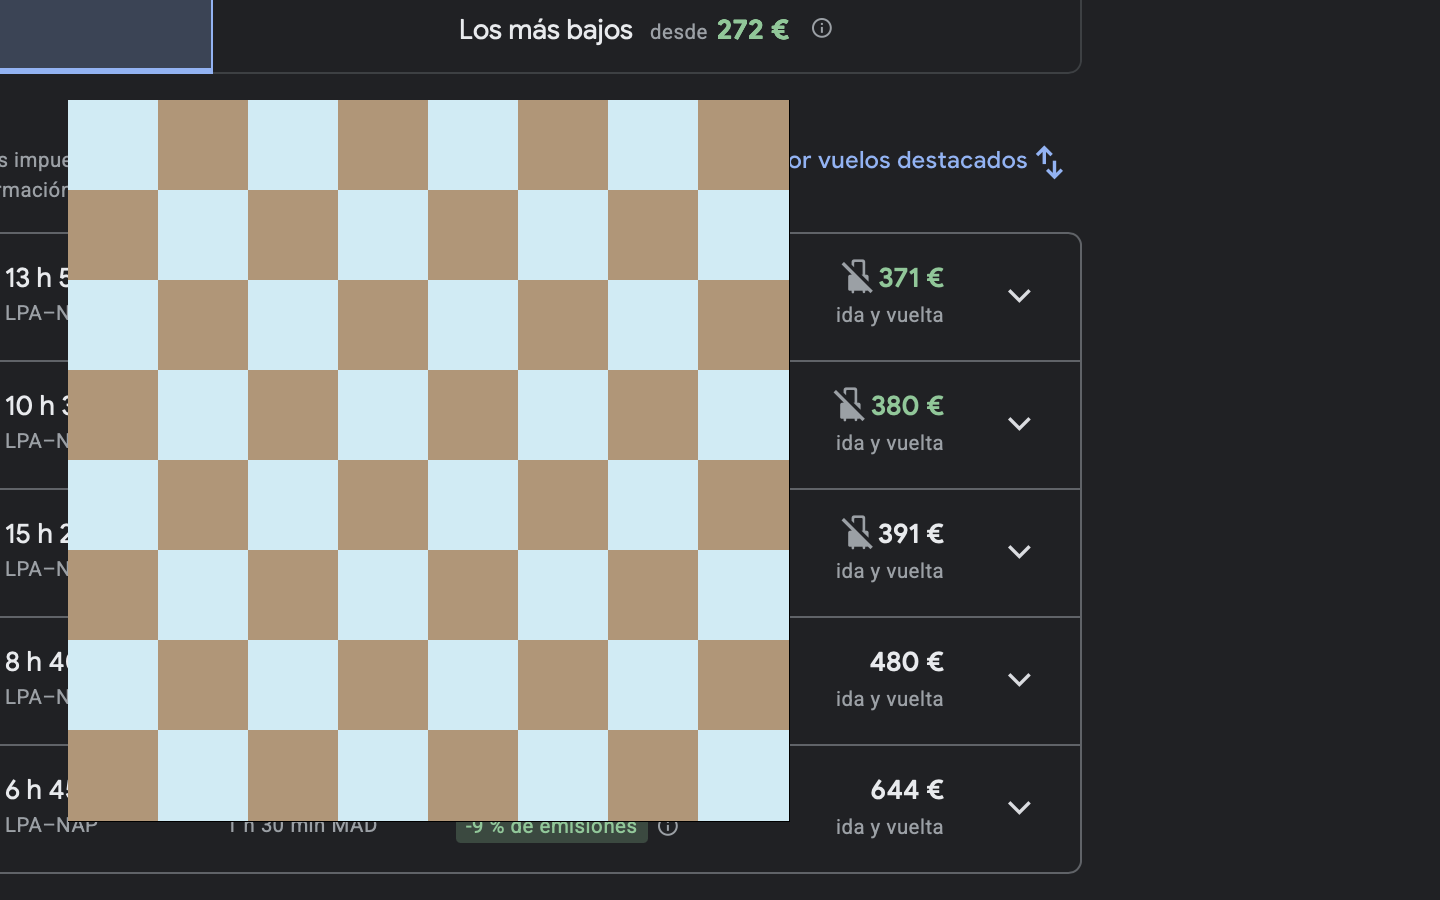 Los más bajos desde 272 €
or vuelos destacados
s impue
rmación
13 h 5
LPA–N
371 €
ida y vuelta
10 h 3
LPA–N
380 €
ida y vuelta
15 h 2
LPA–N
391 €
ida y vuelta
8 h 40
LPA–N
480 €
ida y vuelta
6 h 45
LPA–NAP
1 h 30 min MAD
-9 % de emisiones
644 €
ida y vuelta